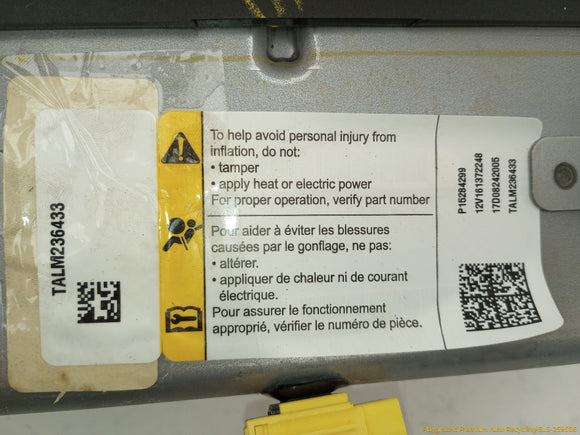 TALM236433
To help avoid personal injury from
inflation, do not:
• tamper
• apply heat or electric power
For proper operation, verify part number
Pour aider à éviter les blessures
causées par le gonflage, ne pas:
• altérer.
• appliquer de chaleur ni de courant
électrique.
Pour assurer le fonctionnement
approprié, vérifier le numéro de pièce.
P15284299
12V161372248
17D08242005
TALM236433